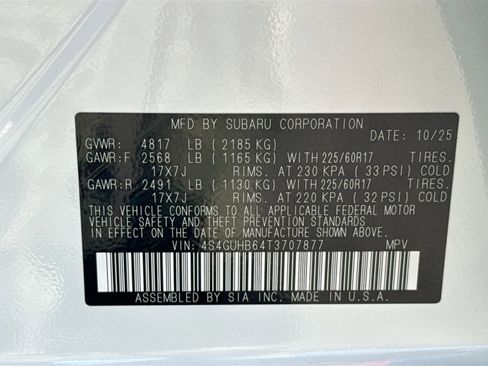 MFD BY SUBARU CORPORATION
DATE: 10/25
GVWR: 4817 LB ( 2185 KG)
GAWR:F 2568 LB ( 1165 KG) WITH 225/60R17 TIRES.
17X7J RIMS. AT 230 KPA ( 33 PSI) COLD
GAWR:R 2491 LB ( 1130 KG) WITH 225/60R17 TIRES.
17X7J RIMS. AT 220 KPA ( 32 PSI) COLD
THIS VEHICLE CONFORMS TO ALL APPLICABLE FEDERAL MOTOR
VEHICLE SAFETY AND THEFT PREVENTION STANDARDS IN EFFECT
ON THE DATE OF MANUFACTURE SHOWN ABOVE.
VIN: 4S4GUHB64T3707877 MPV
ASSEMBLED BY SIA INC. MADE IN U.S.A.